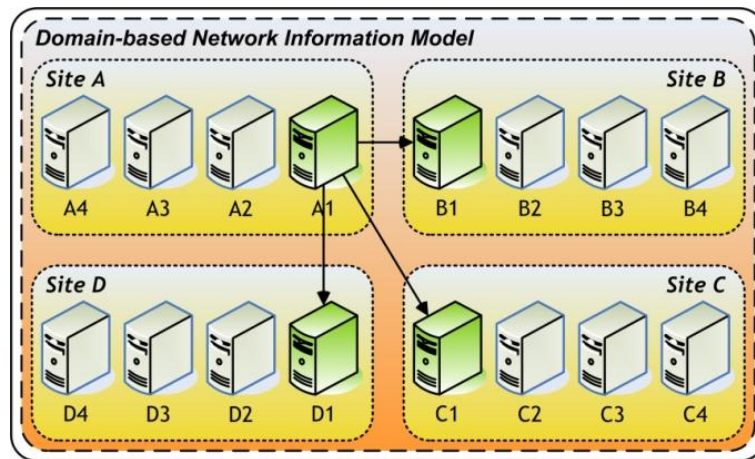 Domain-based Network Information Model
Site A
Site B
A4 A3 A2 A1
B1 B2 B3 B4
Site D
Site C
D4 D3 D2 D1
C1 C2 C3 C4